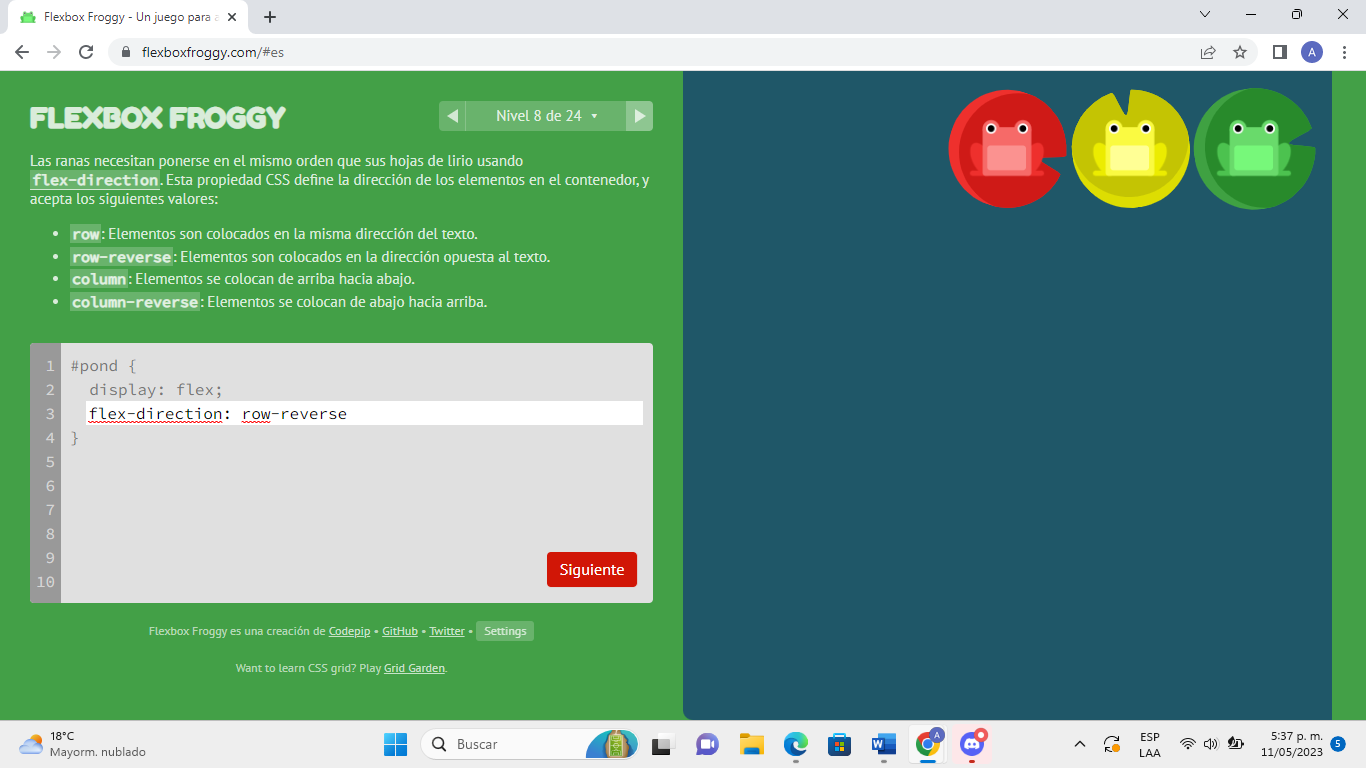 Flexbox Froggy - Un juego para a
flexboxfroggy.com/#es
A
FLEXBOX FROGGY
Nivel 8 de 24
Las ranas necesitan ponerse en el mismo orden que sus hojas de lirio usando
flex-direction. Esta propiedad CSS define la dirección de los elementos en el contenedor, y
acepta los siguientes valores:
• row: Elementos son colocados en la misma dirección del texto.
• row-reverse: Elementos son colocados en la dirección opuesta al texto.
• column: Elementos se colocan de arriba hacia abajo.
• column-reverse: Elementos se colocan de abajo hacia arriba.
1 #pond {
2 display: flex;
3 flex-direction: row-reverse
4 }
5
6
7
8
9
10
Siguiente
Flexbox Froggy es una creación de Codepip • GitHub • Twitter • Settings
Want to learn CSS grid? Play Grid Garden.
18°C
Mayorm. nublado
Buscar
A
ESP
LAA
5:37 p. m.
11/05/2023
5